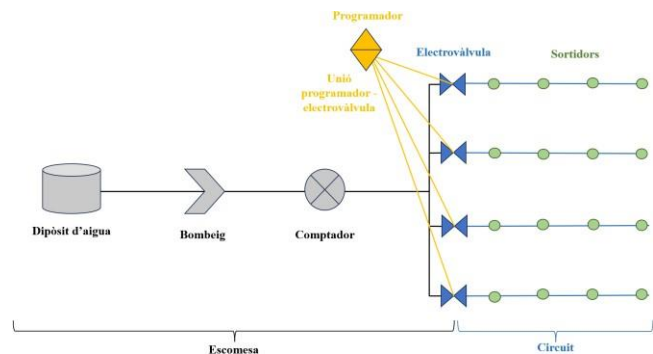 Programador
Electrovàlvula
Sortidors
Unió
programador -
electrovàlvula
Dipòsit d’aigua
Bombeig
Comptador
Escomesa
Circuit